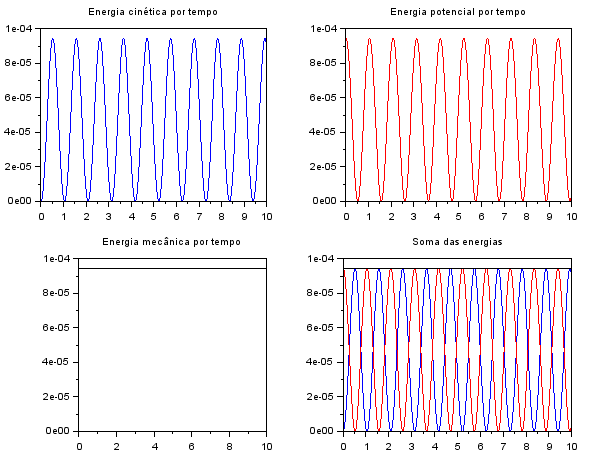 Energia cinética por tempo
1e-04
8e-05
6e-05
4e-05
2e-05
0e00
0 1 2 3 4 5 6 7 8 9 10
Energia potencial por tempo
1e-04
8e-05
6e-05
4e-05
2e-05
0e00
0 1 2 3 4 5 6 7 8 9 10
Energia mecânica por tempo
1e-04
8e-05
6e-05
4e-05
2e-05
0e00
0 2 4 6 8 10
Soma das energias
1e-04
8e-05
6e-05
4e-05
2e-05
0e00
0 1 2 3 4 5 6 7 8 9 10